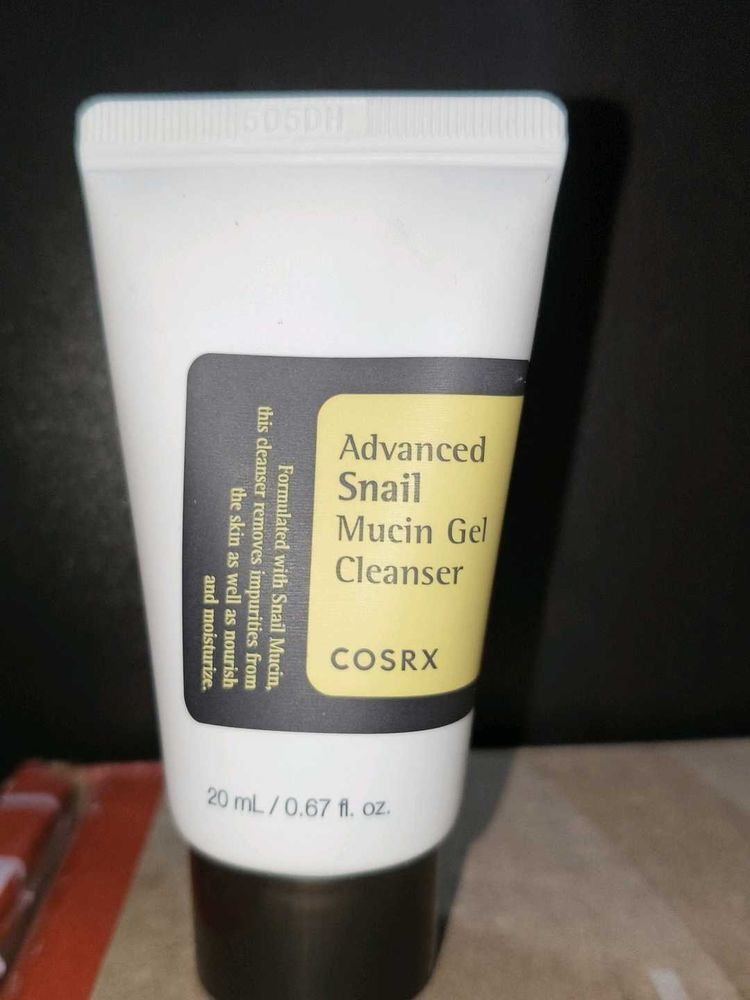 505DH
Advanced
Snail
Mucin Gel
Cleanser
COSRX
Formulated with Snail Mucin,
this cleanser removes impurities from
the skin as well as nourish
and moisturize.
20 mL / 0.67 fl. oz.